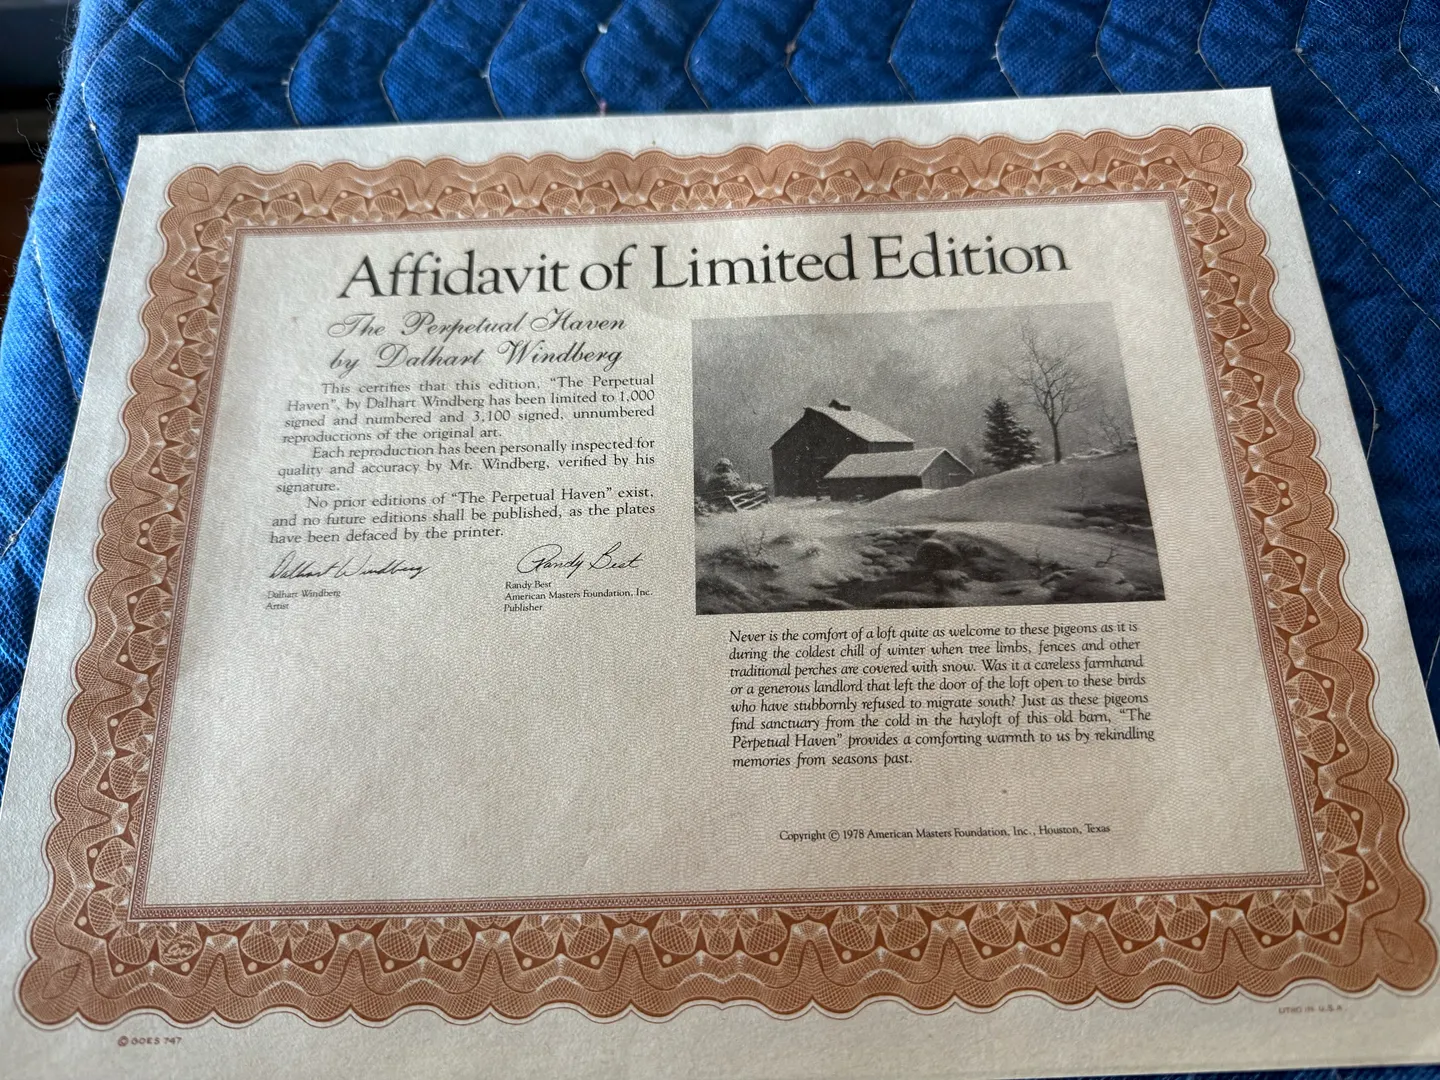 Affidavit of Limited Edition
The Perpetual Haven
by Dalhart Windberg
This certifies that this edition, "The Perpetual
Haven", by Dalhart Windberg has been limited to 1,000
signed and numbered and 3,100 signed, unnumbered
reproductions of the original art.
Each reproduction has been personally inspected for
quality and accuracy by Mr. Windberg, verified by his
signature.
No prior editions of "The Perpetual Haven" exist,
and no future editions shall be published, as the plates
have been defaced by the printer.
Dalhart Windberg
Dalhart Windberg
Artist
Randy Best
Randy Best
American Masters Foundation, Inc.
Publisher
Never is the comfort of a loft quite as welcome to these pigeons as it is
during the coldest chill of winter when tree limbs, fences and other
traditional perches are covered with snow. Was it a careless farmhand
or a generous landlord that left the door of the loft open to these birds
who have stubbornly refused to migrate south? Just as these pigeons
find sanctuary from the cold in the hayloft of this old barn, "The
Perpetual Haven" provides a comforting warmth to us by rekindling
memories from seasons past.
Copyright © 1978 American Masters Foundation, Inc., Houston, Texas
© GOES 747
LITHO IN U.S.A.